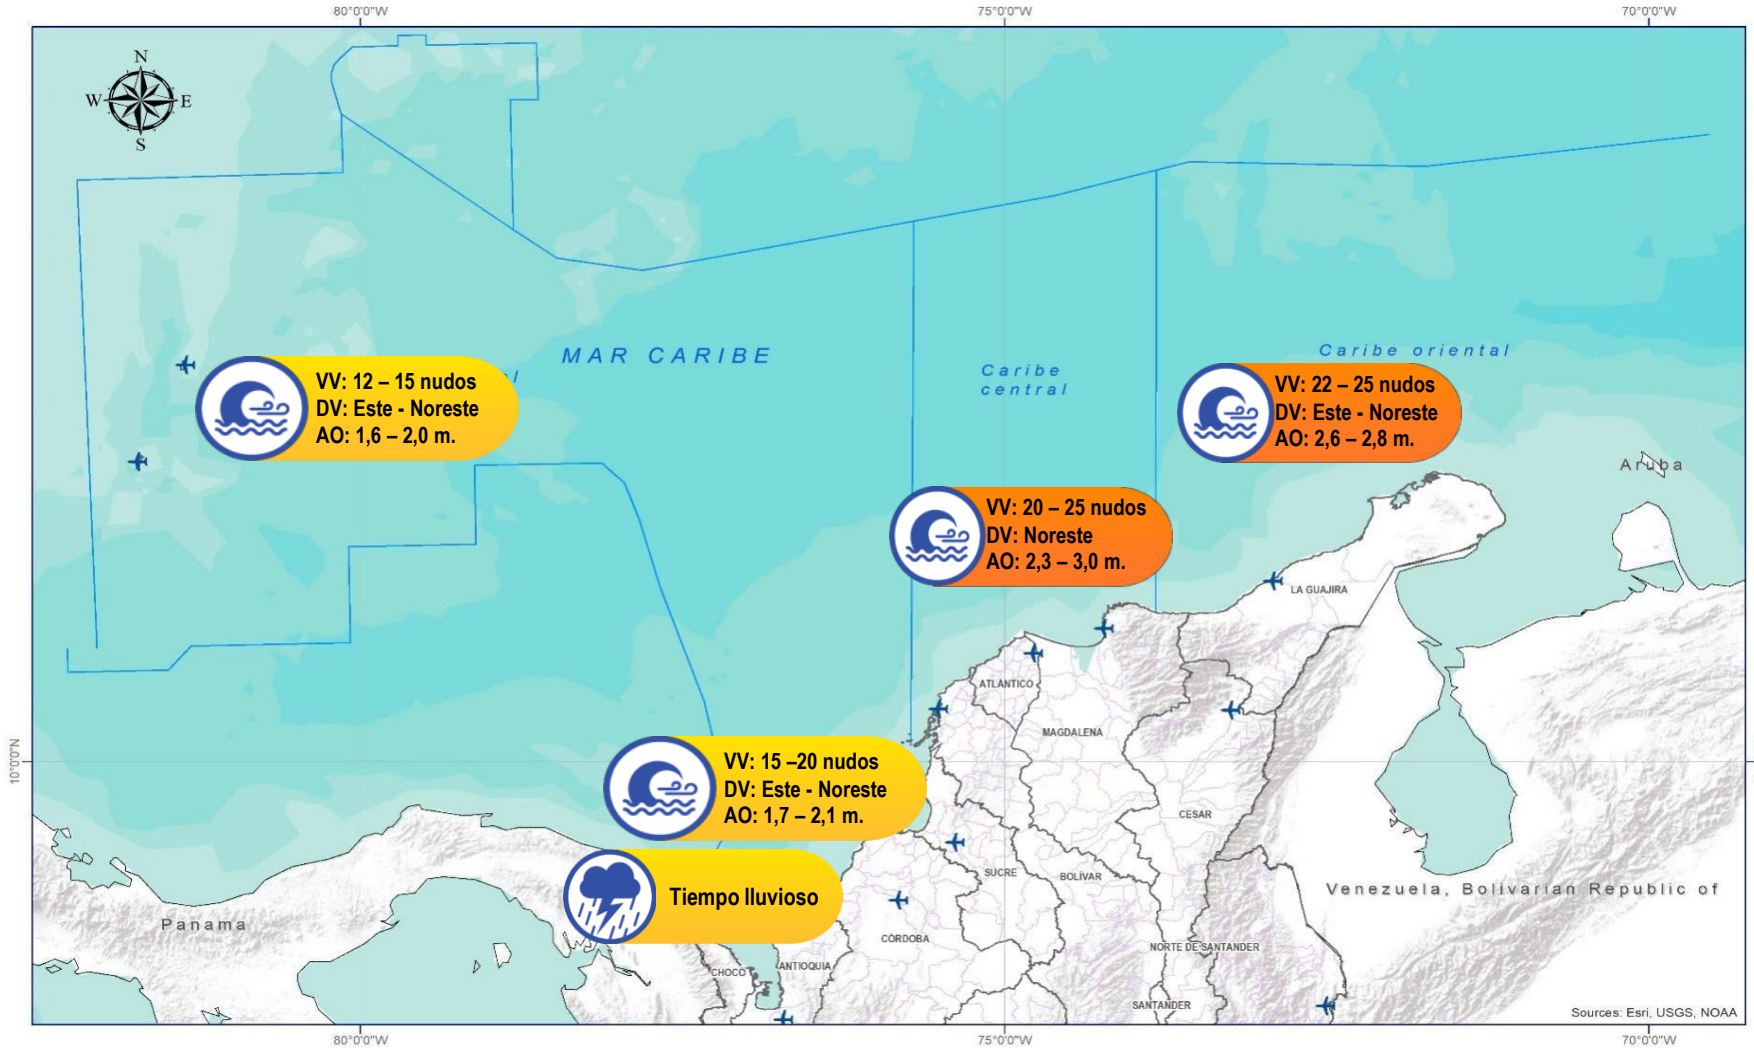 80°0'0"W
75°0'0"W
70°0'0"W
N
W
E
S
MAR CARIBE
Caribe
central
Caribe oriental
l
VV: 12 – 15 nudos
DV: Este - Noreste
AO: 1,6 – 2,0 m.
VV: 22 – 25 nudos
DV: Este - Noreste
AO: 2,6 – 2,8 m.
Aruba
VV: 20 – 25 nudos
DV: Noreste
AO: 2,3 – 3,0 m.
LA GUAJIRA
ATLÁNTICO
MAGDALENA
10°0'0"N
VV: 15 –20 nudos
DV: Este - Noreste
AO: 1,7 – 2,1 m.
CESAR
SUCRE
BOLÍVAR
Tiempo lluvioso
Venezuela, Bolivarian Republic of
Panama
CÓRDOBA
NORTE DE SANTANDER
CHOCÓ
ANTIOQUIA
SANTANDER
Sources: Esri, USGS, NOAA
80°0'0"W
75°0'0"W
70°0'0"W